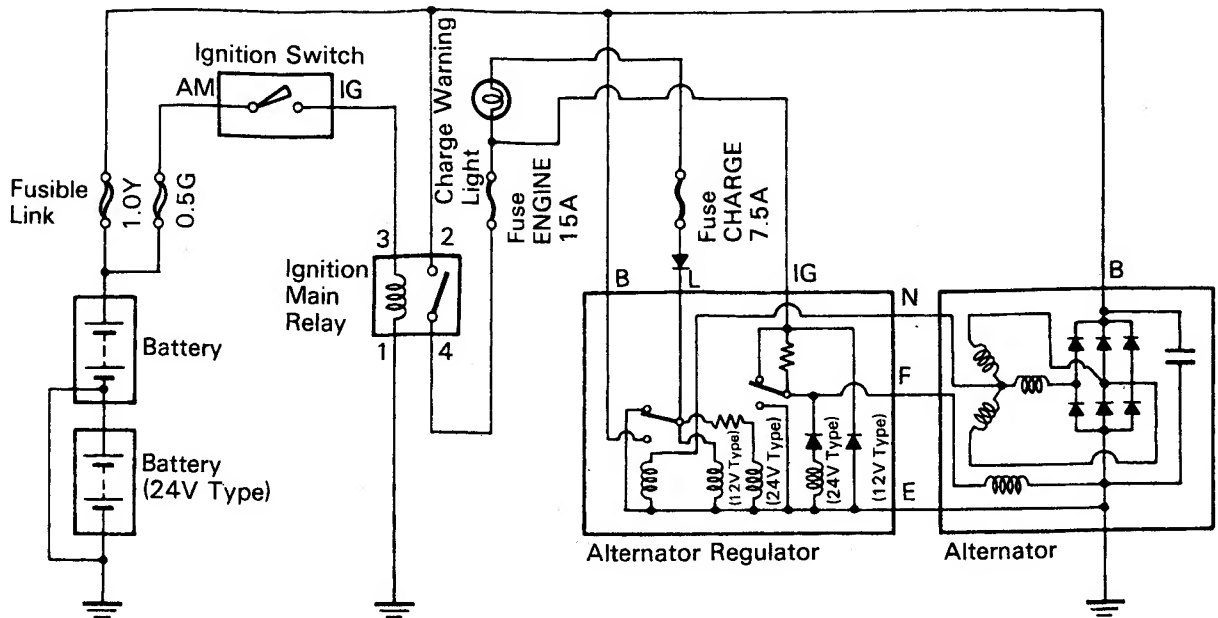 Ignition Switch
AM
IG
Charge Warning
Light
Fusible
Link
1.0Y
0.5G
Fuse
ENGINE
15A
Fuse
CHARGE
7.5A
3
2
Ignition
Main
Relay
1
4
B
L
IG
N
B
F
E
Battery
Battery
(24V Type)
(12V Type)
(24V Type)
(24V Type)
(12V Type)
Alternator Regulator
Alternator